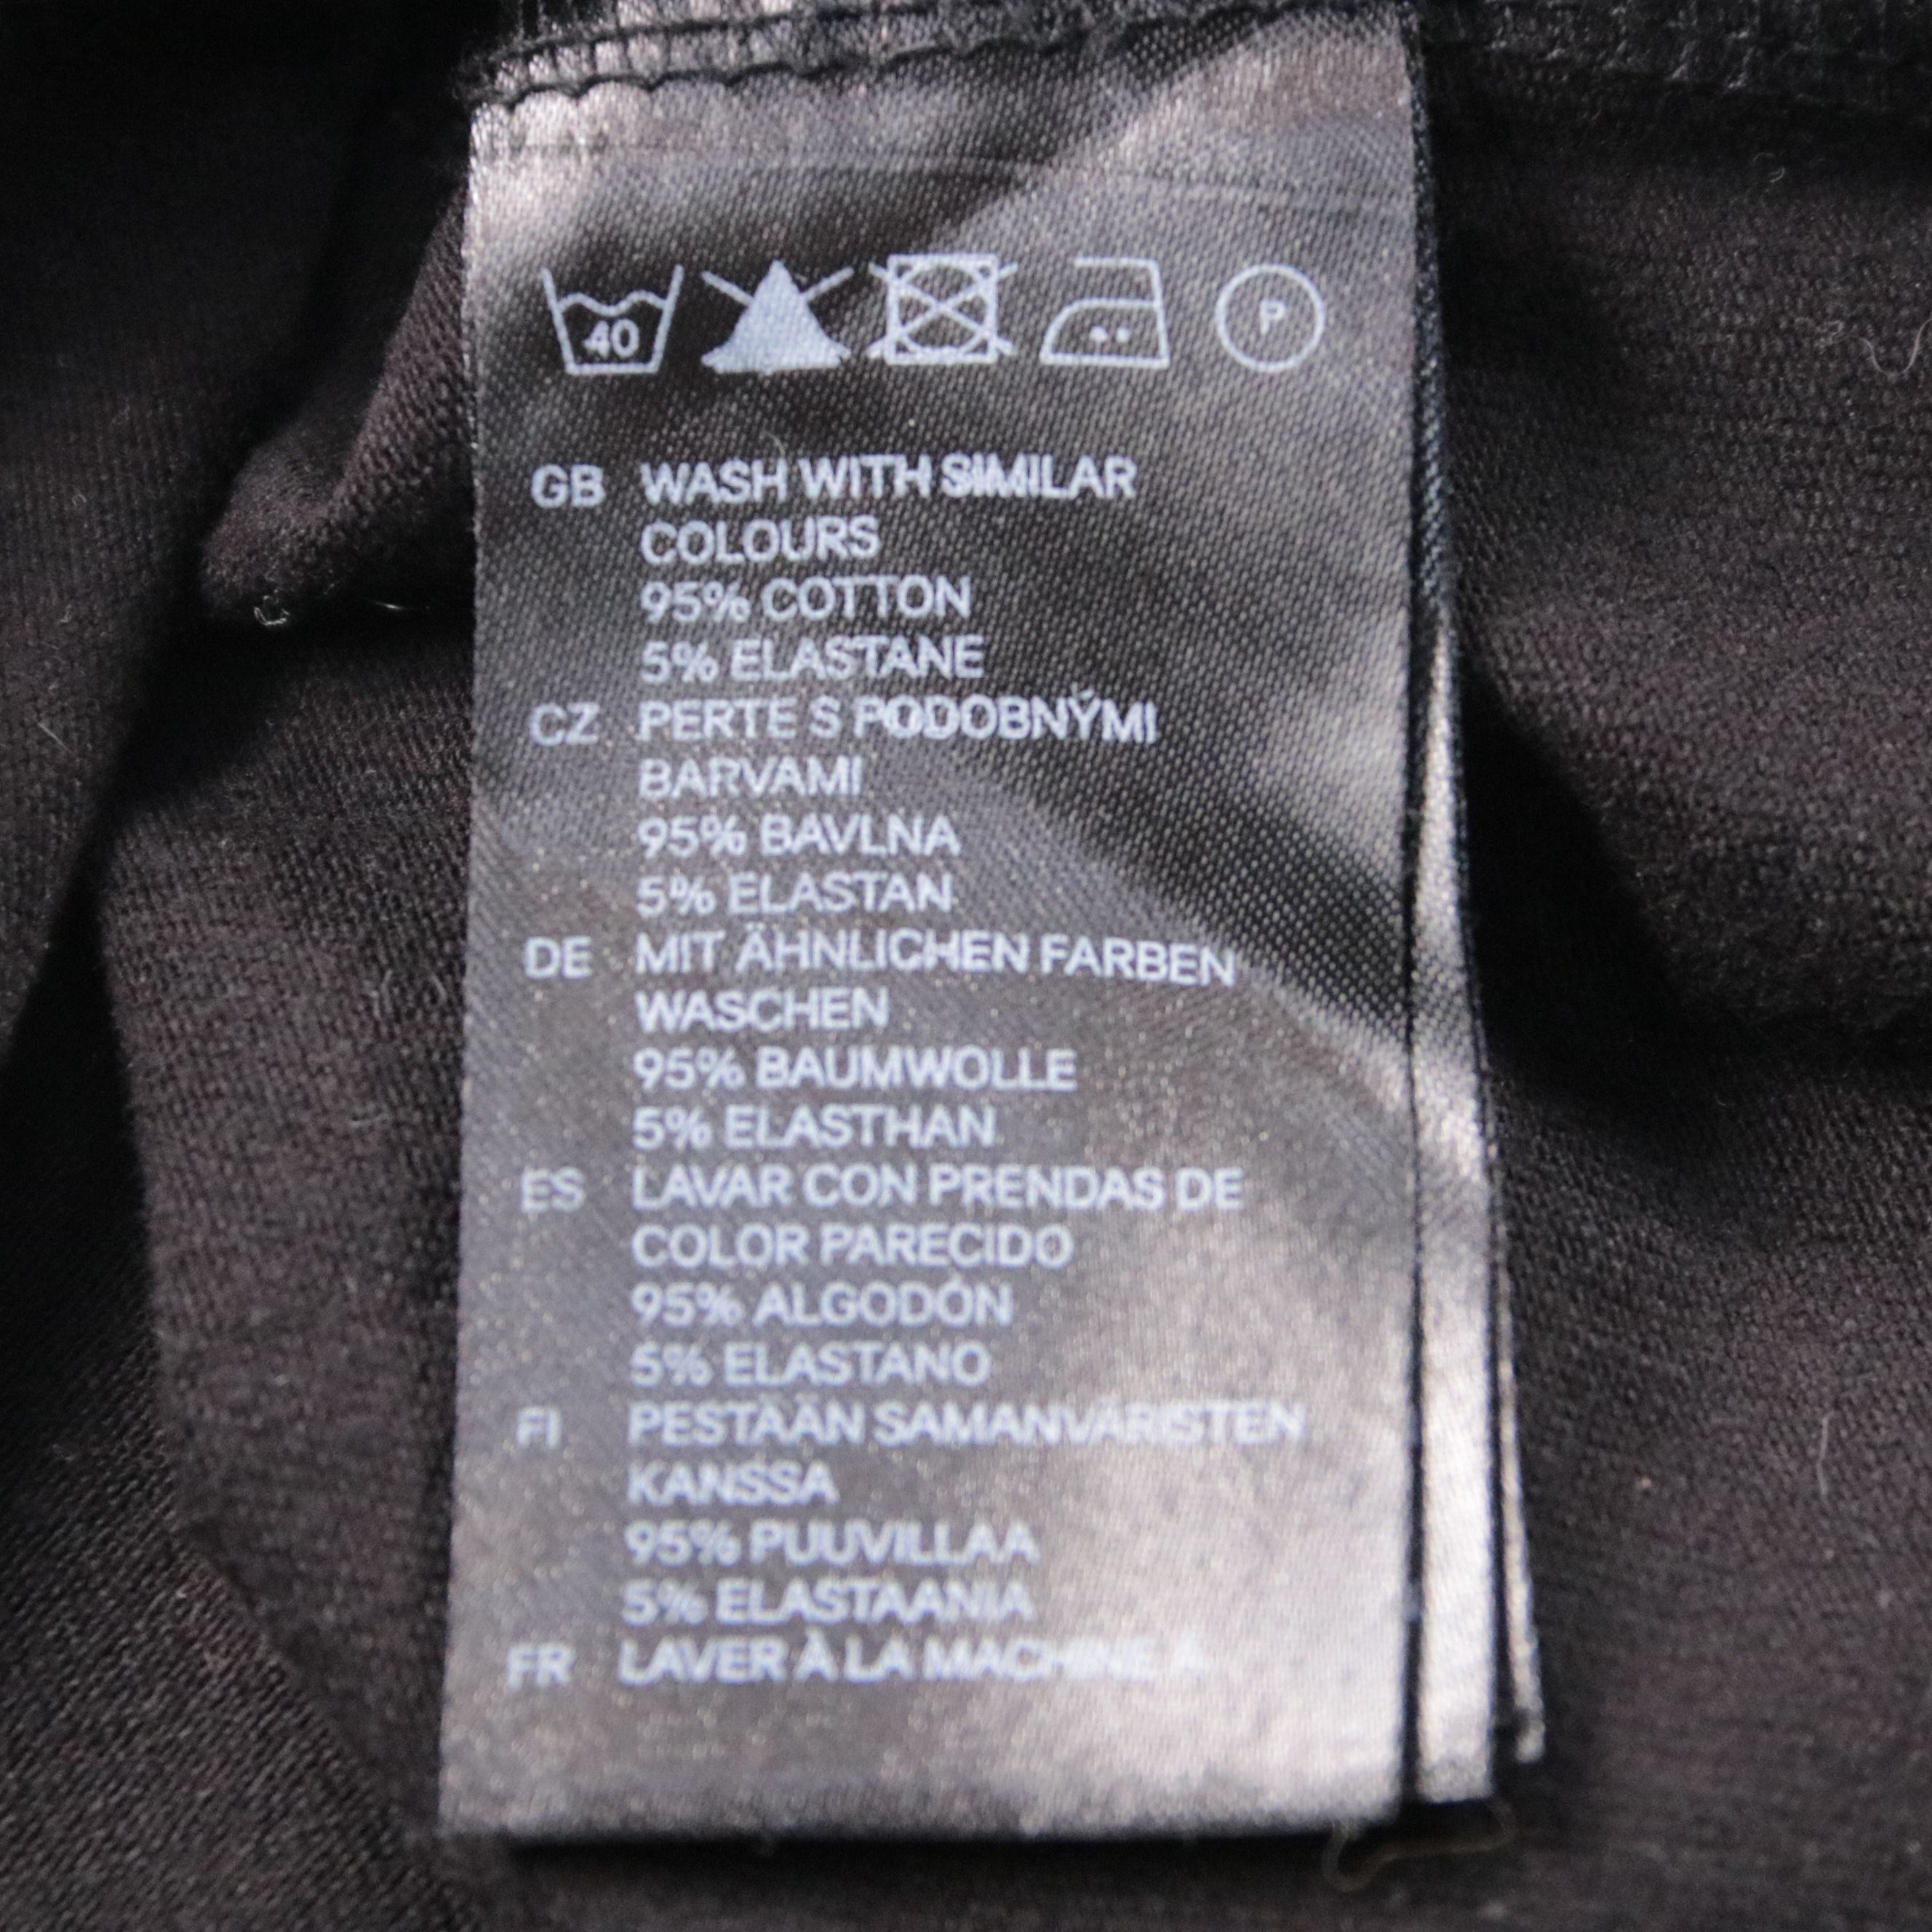 40
P
GB WASH WITH SIMILAR
COLOURS
95% COTTON
5% ELASTANE
CZ PERTE S PODOBNÝMI
BARVAMI
95% BAVLNA
5% ELASTAN
DE MIT ÄHNLICHEN FARBEN
WASCHEN
95% BAUMWOLLE
5% ELASTHAN
ES LAVAR CON PRENDAS DE
COLOR PARECIDO
95% ALGODÓN
5% ELASTANO
FI PESTÄÄN SAMANVÄRISTEN
KANSSA
95% PUUVILLAA
5% ELASTAANIA
FR LAVER À LA MACHINE À